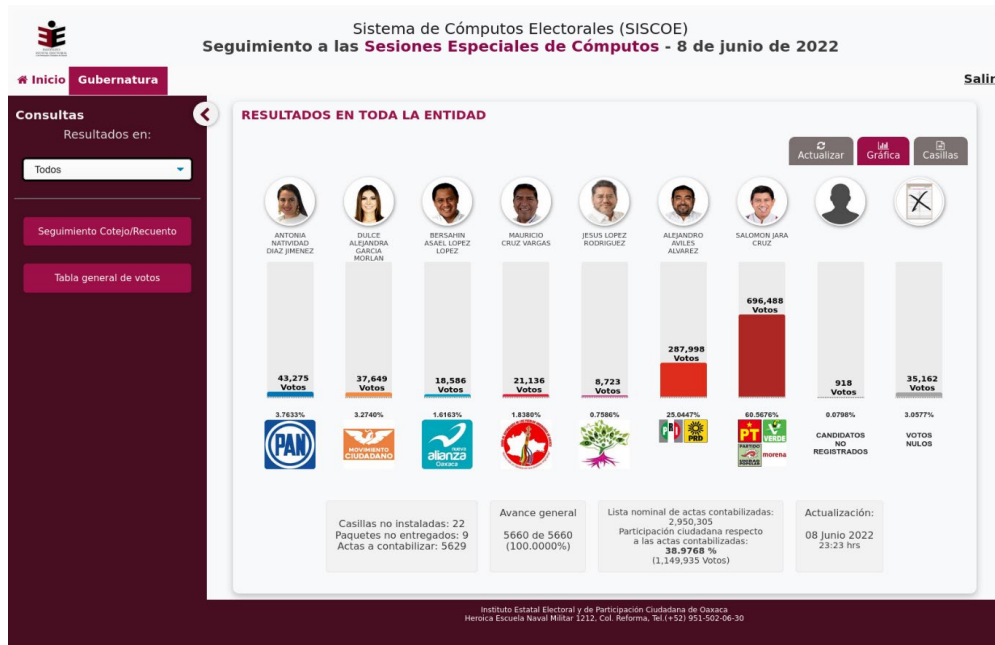 Sistema de Cómputos Electorales (SISCOE)
Seguimiento a las Sesiones Especiales de Cómputos - 8 de junio de 2022
Inicio
Gubernatura
Salir
Consultas
Resultados en:
Todos
Seguimiento Cotejo/Recuento
Tabla general de votos
RESULTADOS EN TODA LA ENTIDAD
Actualizar
Gráfica
Casillas
ANTONIA
NATIVIDAD
DIAZ JIMENEZ
DULCE
ALEJANDRA
GARCIA
MORLAN
BERSAHIN
ASAEL LOPEZ
LOPEZ
MAURICIO
CRUZ VARGAS
JESUS LOPEZ
RODRIGUEZ
ALEJANDRO
AVILES
ALVAREZ
SALOMON JARA
CRUZ
43,275
Votos
37,649
Votos
18,586
Votos
21,136
Votos
8,723
Votos
287,998
Votos
696,488
Votos
918
Votos
35,162
Votos
3.7633%
3.2740%
1.6163%
1.8380%
0.7586%
25.0447%
60.5676%
0.0798%
3.0577%
PAN
MOVIMIENTO
CIUDADANO
nueva
alianza
Oaxaca
PRD
PT
VERDE
PARTIDO
UNIDAD
POPULAR
morena
CANDIDATOS
NO
REGISTRADOS
VOTOS
NULOS
Casillas no instaladas: 22
Paquetes no entregados: 9
Actas a contabilizar: 5629
Avance general
5660 de 5660
(100.0000%)
Lista nominal de actas contabilizadas:
2,950,305
Participación ciudadana respecto
a las actas contabilizadas:
38.9768 %
(1,149,935 Votos)
Actualización:
08 Junio 2022
23:23 hrs
Instituto Estatal Electoral y de Participación Ciudadana de Oaxaca
Heroica Escuela Naval Militar 1212, Col. Reforma, Tel.(+52) 951-502-06-30